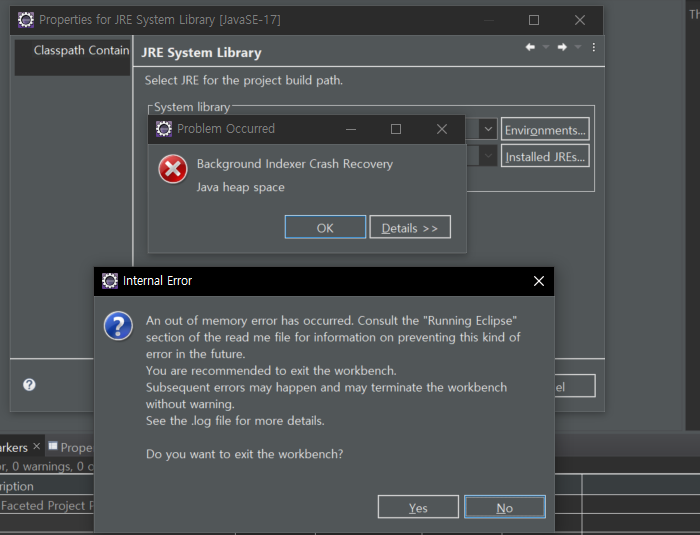 Properties for JRE System Library [JavaSE-17]
Th
Classpath Contain
JRE System Library
Select JRE for the project build path.
System library
Problem Occurred
Environments...
Background Indexer Crash Recovery
Installed JREs...
Java heap space
OK
Details >>
Internal Error
An out of memory error has occurred. Consult the "Running Eclipse"
section of the read me file for information on preventing this kind of
error in the future.
You are recommended to exit the workbench.
Subsequent errors may happen and may terminate the workbench
without warning.
See the .log file for more details.
Do you want to exit the workbench?
Yes
No
?
el
arkers
Prope
or, 0 warnings, 0 o
ription
Faceted Project P